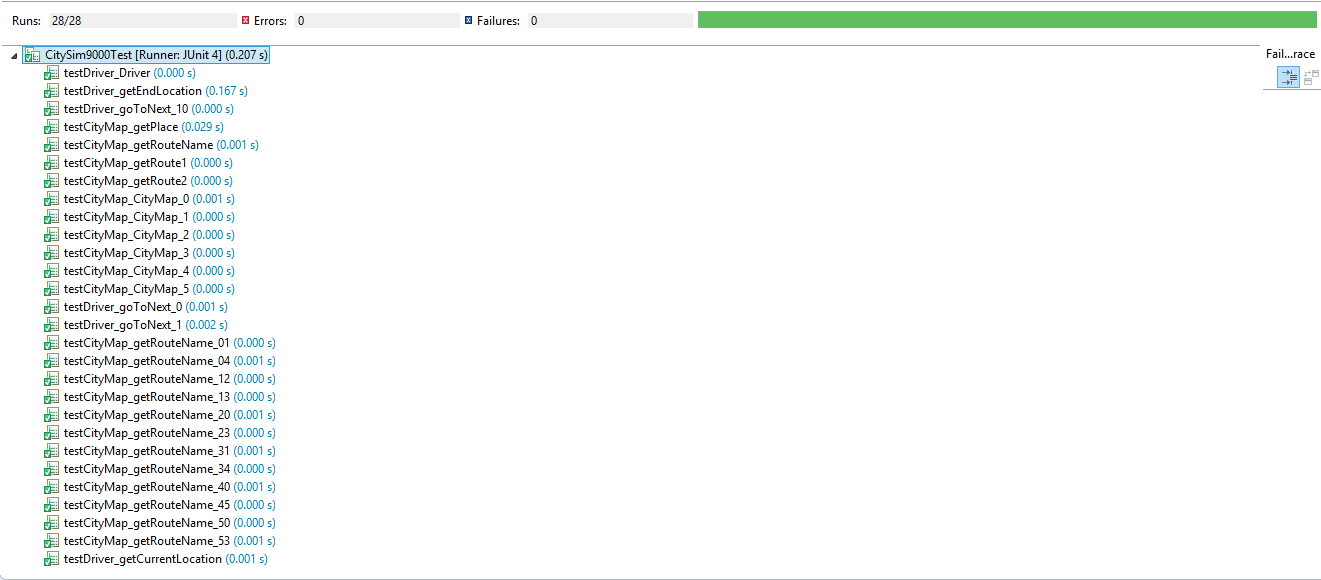 Runs: 28/28 Errors: 0 Failures: 0
CitySim9000Test [Runner: JUnit 4] (0.207 s)
Fail...race
testDriver_Driver (0.000 s)
testDriver_getEndLocation (0.167 s)
testDriver_goToNext_10 (0.000 s)
testCityMap_getPlace (0.029 s)
testCityMap_getRouteName (0.001 s)
testCityMap_getRoute1 (0.000 s)
testCityMap_getRoute2 (0.000 s)
testCityMap_CityMap_0 (0.001 s)
testCityMap_CityMap_1 (0.000 s)
testCityMap_CityMap_2 (0.000 s)
testCityMap_CityMap_3 (0.000 s)
testCityMap_CityMap_4 (0.000 s)
testCityMap_CityMap_5 (0.000 s)
testDriver_goToNext_0 (0.001 s)
testDriver_goToNext_1 (0.002 s)
testCityMap_getRouteName_01 (0.000 s)
testCityMap_getRouteName_04 (0.001 s)
testCityMap_getRouteName_12 (0.000 s)
testCityMap_getRouteName_13 (0.000 s)
testCityMap_getRouteName_20 (0.001 s)
testCityMap_getRouteName_23 (0.000 s)
testCityMap_getRouteName_31 (0.001 s)
testCityMap_getRouteName_34 (0.000 s)
testCityMap_getRouteName_40 (0.001 s)
testCityMap_getRouteName_45 (0.000 s)
testCityMap_getRouteName_50 (0.000 s)
testCityMap_getRouteName_53 (0.001 s)
testDriver_getCurrentLocation (0.001 s)